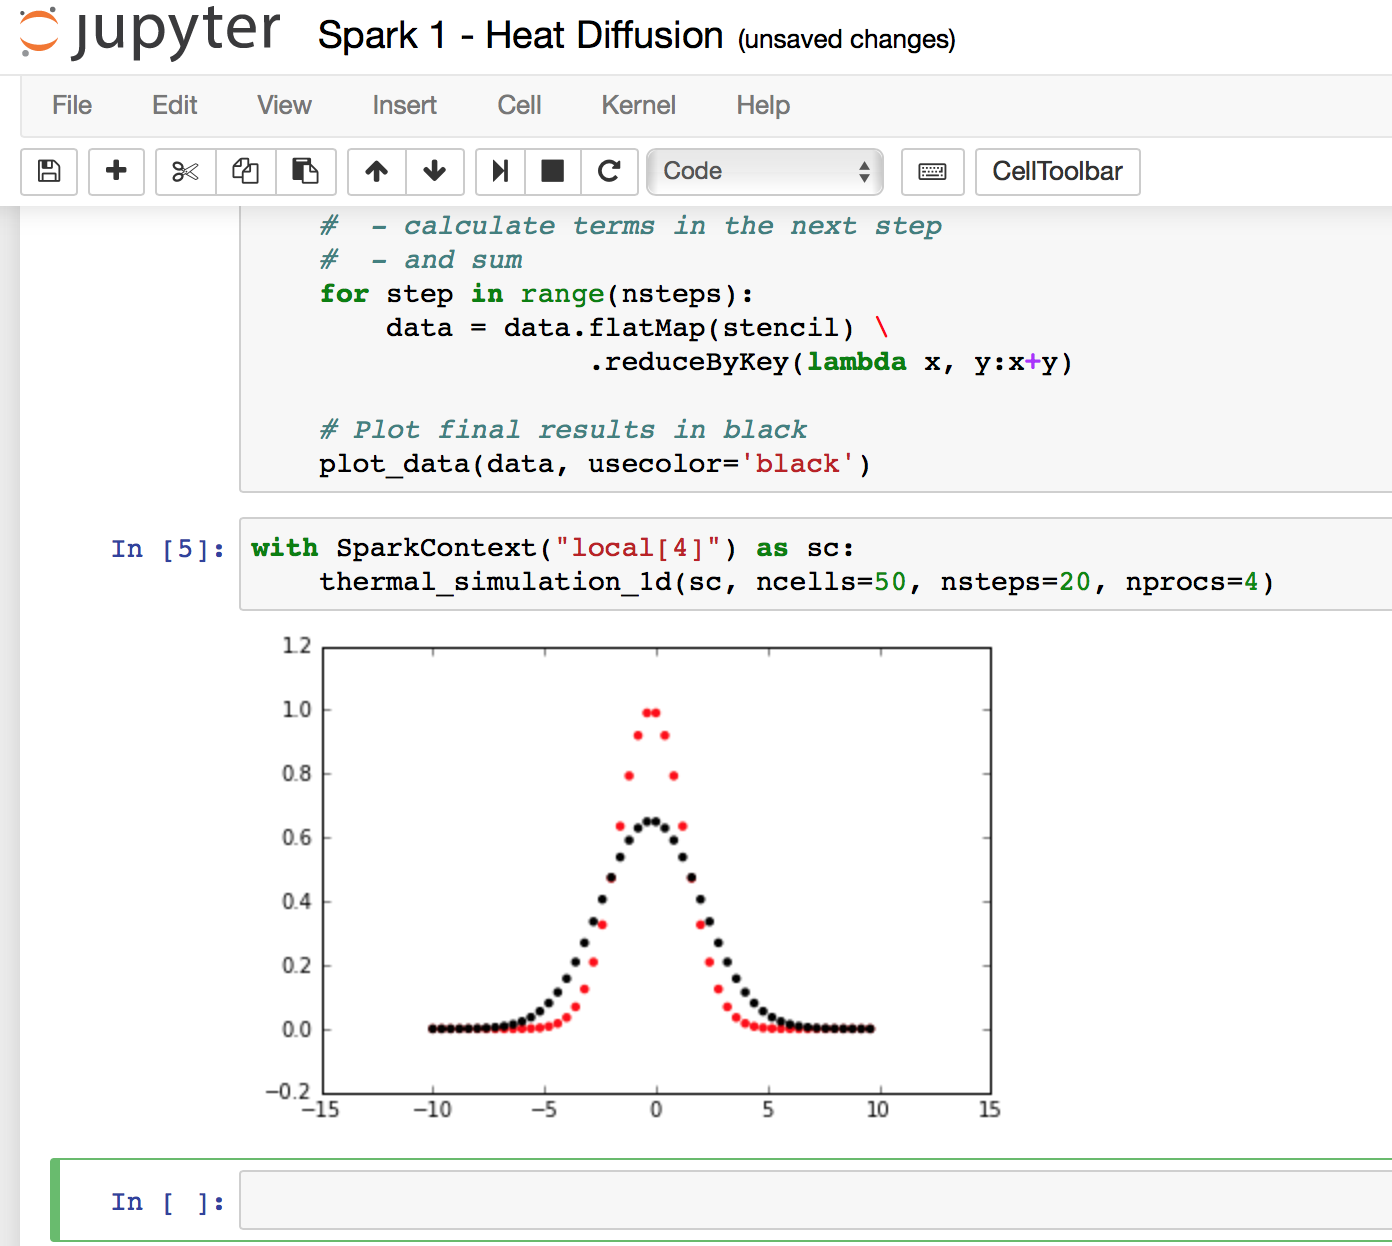 jupyter Spark 1 - Heat Diffusion (unsaved changes)
File Edit View Insert Cell Kernel Help
Code CellToolbar
#  - calculate terms in the next step
#  - and sum
for step in range(nsteps):
data = data.flatMap(stencil) \
.reduceByKey(lambda x, y:x+y)
# Plot final results in black
plot_data(data, usecolor='black')
In [5]: with SparkContext("local[4]") as sc:
thermal_simulation_1d(sc, ncells=50, nsteps=20, nprocs=4)
1.2
1.0
0.8
0.6
0.4
0.2
0.0
−0.2
−15 −10 −5 0 5 10 15
In [ ]: